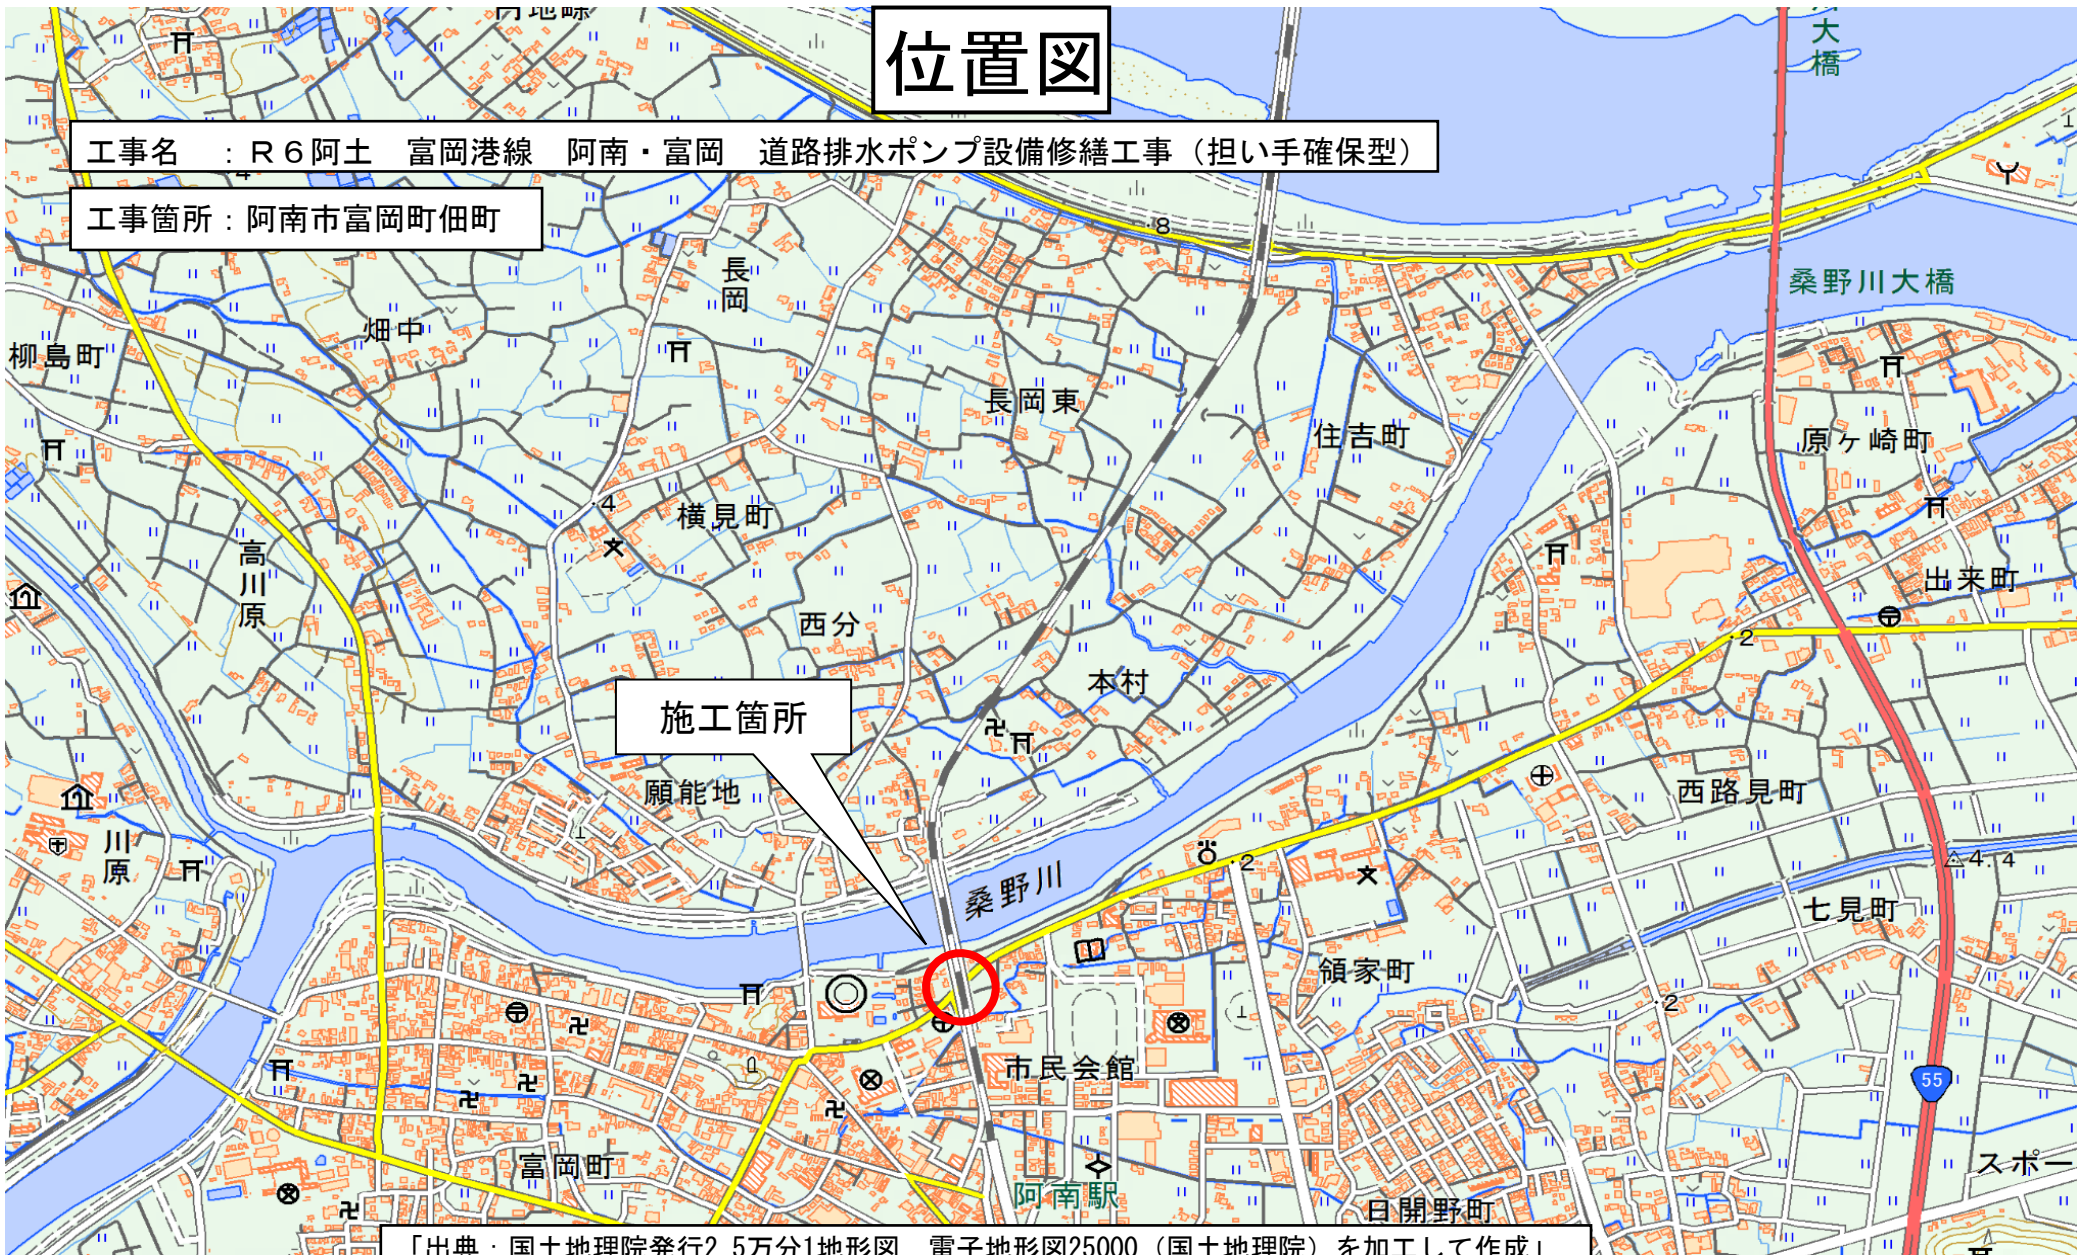 位置図
工事名　：Ｒ６阿土　富岡港線　阿南・富岡　道路排水ポンプ設備修繕工事（担い手確保型）
工事箇所：阿南市富岡町佃町
大橋
8
桑野川大橋
長岡
畑中
柳島町
長岡東
住吉町
原ヶ崎町
4
横見町
高川原
西分
出来町
2
本村
施工箇所
願能地
西路見町
川原
桑野川
2
4.4
七見町
領家町
2
市民会館
55
富岡町
阿南駅
日開野町
スポー
「出典：国土地理院発行2.5万分1地形図　電子地形図25000（国土地理院）を加工して作成」